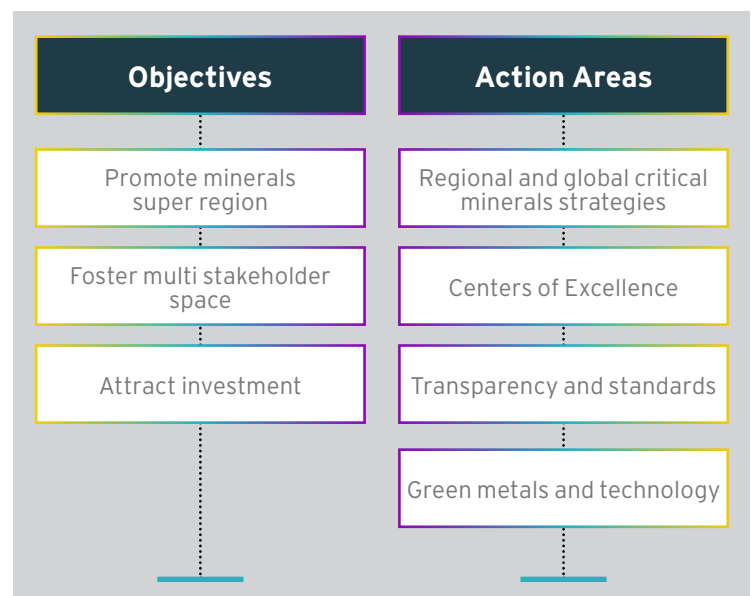 Objectives
Promote minerals
super region
Foster multi stakeholder
space
Attract investment
Action Areas
Regional and global critical
minerals strategies
Centers of Excellence
Transparency and standards
Green metals and technology